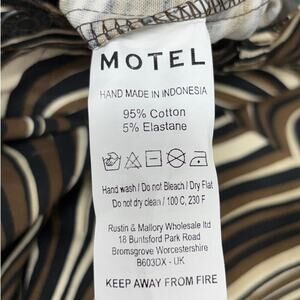 MOTEL
HAND MADE IN INDONESIA
95% Cotton
5% Elastane
Hand wash / Do not Bleach / Dry Flat
Do not dry clean / 100 C, 230 F
Rustin & Mallory Wholesale ltd
18 Buntsford Park Road
Bromsgrove Worcestershire
B603DX - UK
KEEP AWAY FROM FIRE